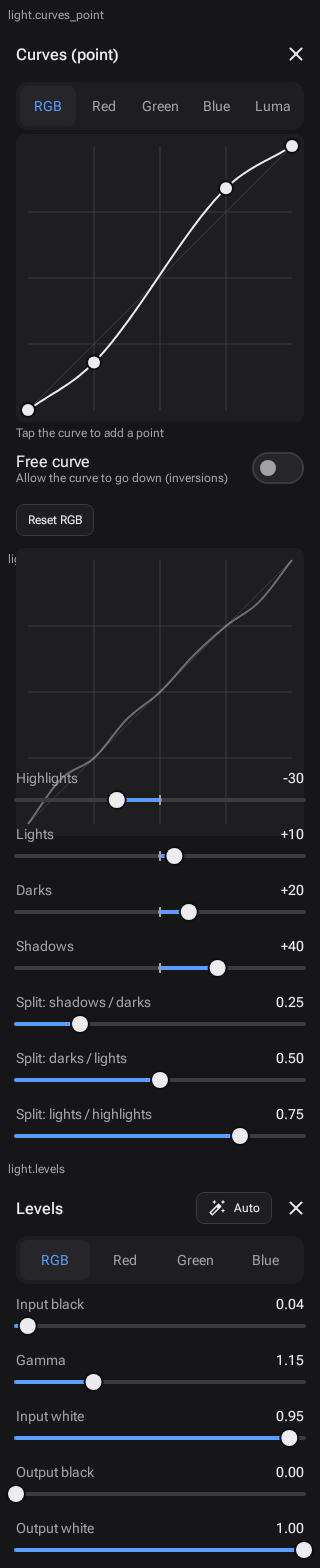 light.curves_point
Curves (point)
RGB Red Green Blue Luma
Tap the curve to add a point
Free curve
Allow the curve to go down (inversions)
Reset RGB
Highlights -30
Lights +10
Darks +20
Shadows +40
Split: shadows / darks 0.25
Split: darks / lights 0.50
Split: lights / highlights 0.75
light.levels
Levels Auto
RGB Red Green Blue
Input black 0.04
Gamma 1.15
Input white 0.95
Output black 0.00
Output white 1.00